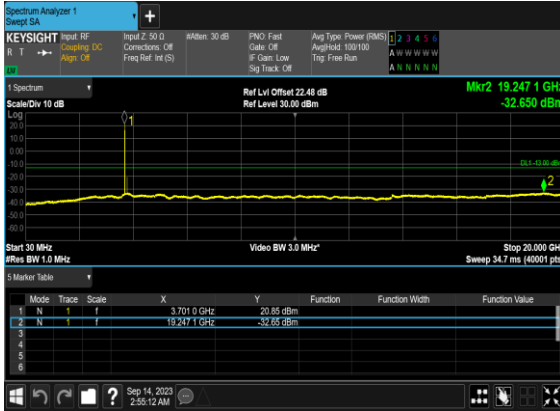 Spectrum Analyzer 1
Swept SA
+
KEYSIGHT
R T
Input: RF
Coupling: DC
Align: Off
Input Z: 50 Ω
Corrections: Off
Freq Ref: Int (S)
#Atten: 30 dB
PNO: Fast
Gate: Off
IF Gain: Low
Sig Track: Off
Avg Type: Power (RMS)
Avg|Hold: 100/100
Trig: Free Run
1 2 3 4 5 6
A W W W W W
A N N N N N
1 Spectrum
Scale/Div 10 dB
Ref Lvl Offset 22.48 dB
Ref Level 30.00 dBm
Mkr2 19.247 1 GHz
-32.650 dBm
Log
20.0
10.0
0.00
-10.0
-20.0
-30.0
-40.0
-50.0
-60.0
1
DL1 -13.00 dBm
2
Start 30 MHz
#Res BW 1.0 MHz
Video BW 3.0 MHz*
Stop 20.000 GHz
Sweep 34.7 ms (40001 pts)
5 Marker Table
Mode Trace Scale X Y Function Function Width Function Value
1 N 1 f 3.701 0 GHz 20.85 dBm
2 N 1 f 19.247 1 GHz -32.65 dBm
3
4
5
6
?
Sep 14, 2023
2:55:12 AM